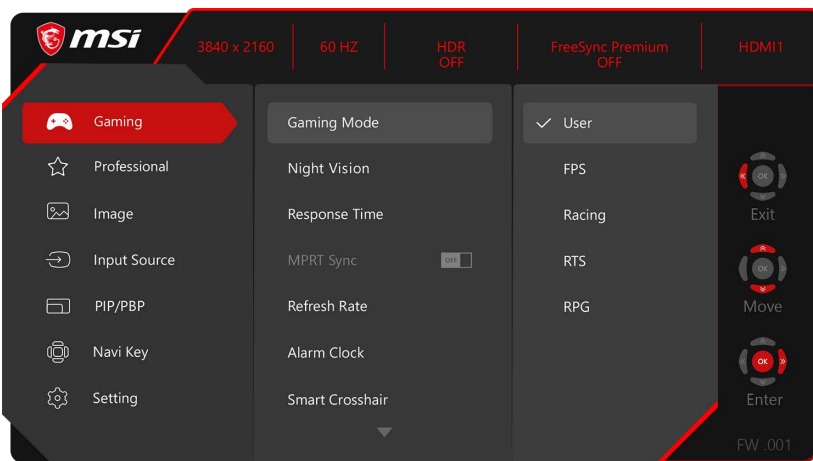 msi
3840 x 2160
60 HZ
HDR
OFF
FreeSync Premium
OFF
HDMI1
Gaming
Professional
Image
Input Source
PIP/PBP
Navi Key
Setting
Gaming Mode
Night Vision
Response Time
MPRT Sync
OFF
Refresh Rate
Alarm Clock
Smart Crosshair
User
FPS
Racing
RTS
RPG
OK
Exit
OK
Move
OK
Enter
FW .001